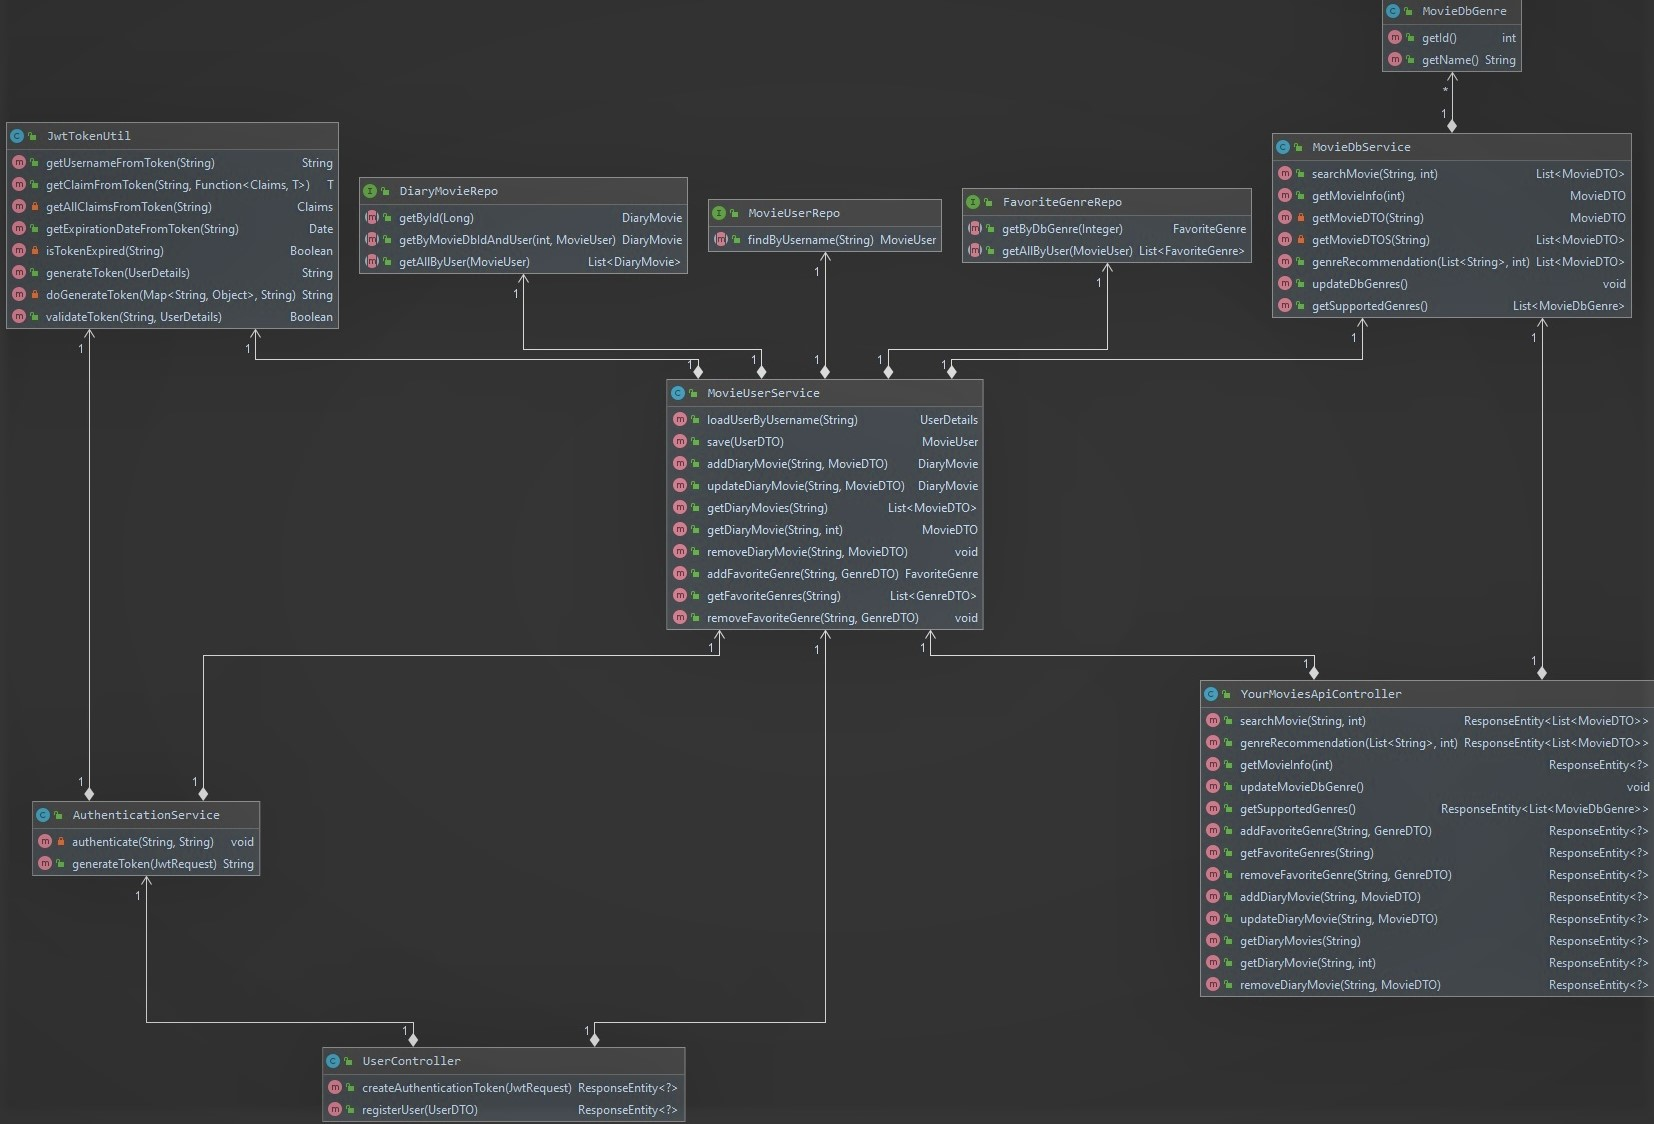 MovieDbGenre
getId() int
getName() String
*
1
JwtTokenUtil
getUsernameFromToken(String) String
getClaimFromToken(String, Function<Claims, T>) T
getAllClaimsFromToken(String) Claims
getExpirationDateFromToken(String) Date
isTokenExpired(String) Boolean
generateToken(UserDetails) String
doGenerateToken(Map<String, Object>, String) String
validateToken(String, UserDetails) Boolean
DiaryMovieRepo
getById(Long) DiaryMovie
getByMovieDbIdAndUser(int, MovieUser) DiaryMovie
getAllByUser(MovieUser) List<DiaryMovie>
MovieUserRepo
findByUsername(String) MovieUser
FavoriteGenreRepo
getByDbGenre(Integer) FavoriteGenre
getAllByUser(MovieUser) List<FavoriteGenre>
MovieDbService
searchMovie(String, int) List<MovieDTO>
getMovieInfo(int) MovieDTO
getMovieDTO(String) MovieDTO
getMovieDTOS(String) List<MovieDTO>
genreRecommendation(List<String>, int) List<MovieDTO>
updateDbGenres() void
getSupportedGenres() List<MovieDbGenre>
1 1 1 1 1 1 1
1 1 1 1 1
MovieUserService
loadUserByUsername(String) UserDetails
save(UserDTO) MovieUser
addDiaryMovie(String, MovieDTO) DiaryMovie
updateDiaryMovie(String, MovieDTO) DiaryMovie
getDiaryMovies(String) List<MovieDTO>
getDiaryMovie(String, int) MovieDTO
removeDiaryMovie(String, MovieDTO) void
addFavoriteGenre(String, GenreDTO) FavoriteGenre
getFavoriteGenres(String) List<GenreDTO>
removeFavoriteGenre(String, GenreDTO) void
1 1 1
1 1
YourMoviesApiController
searchMovie(String, int) ResponseEntity<List<MovieDTO>>
genreRecommendation(List<String>, int) ResponseEntity<List<MovieDTO>>
getMovieInfo(int) ResponseEntity<?>
updateMovieDbGenre() void
getSupportedGenres() ResponseEntity<List<MovieDbGenre>>
addFavoriteGenre(String, GenreDTO) ResponseEntity<?>
getFavoriteGenres(String) ResponseEntity<?>
removeFavoriteGenre(String, GenreDTO) ResponseEntity<?>
addDiaryMovie(String, MovieDTO) ResponseEntity<?>
updateDiaryMovie(String, MovieDTO) ResponseEntity<?>
getDiaryMovies(String) ResponseEntity<?>
getDiaryMovie(String, int) ResponseEntity<?>
removeDiaryMovie(String, MovieDTO) ResponseEntity<?>
1 1
AuthenticationService
authenticate(String, String) void
generateToken(JwtRequest) String
1
1 1
UserController
createAuthenticationToken(JwtRequest) ResponseEntity<?>
registerUser(UserDTO) ResponseEntity<?>